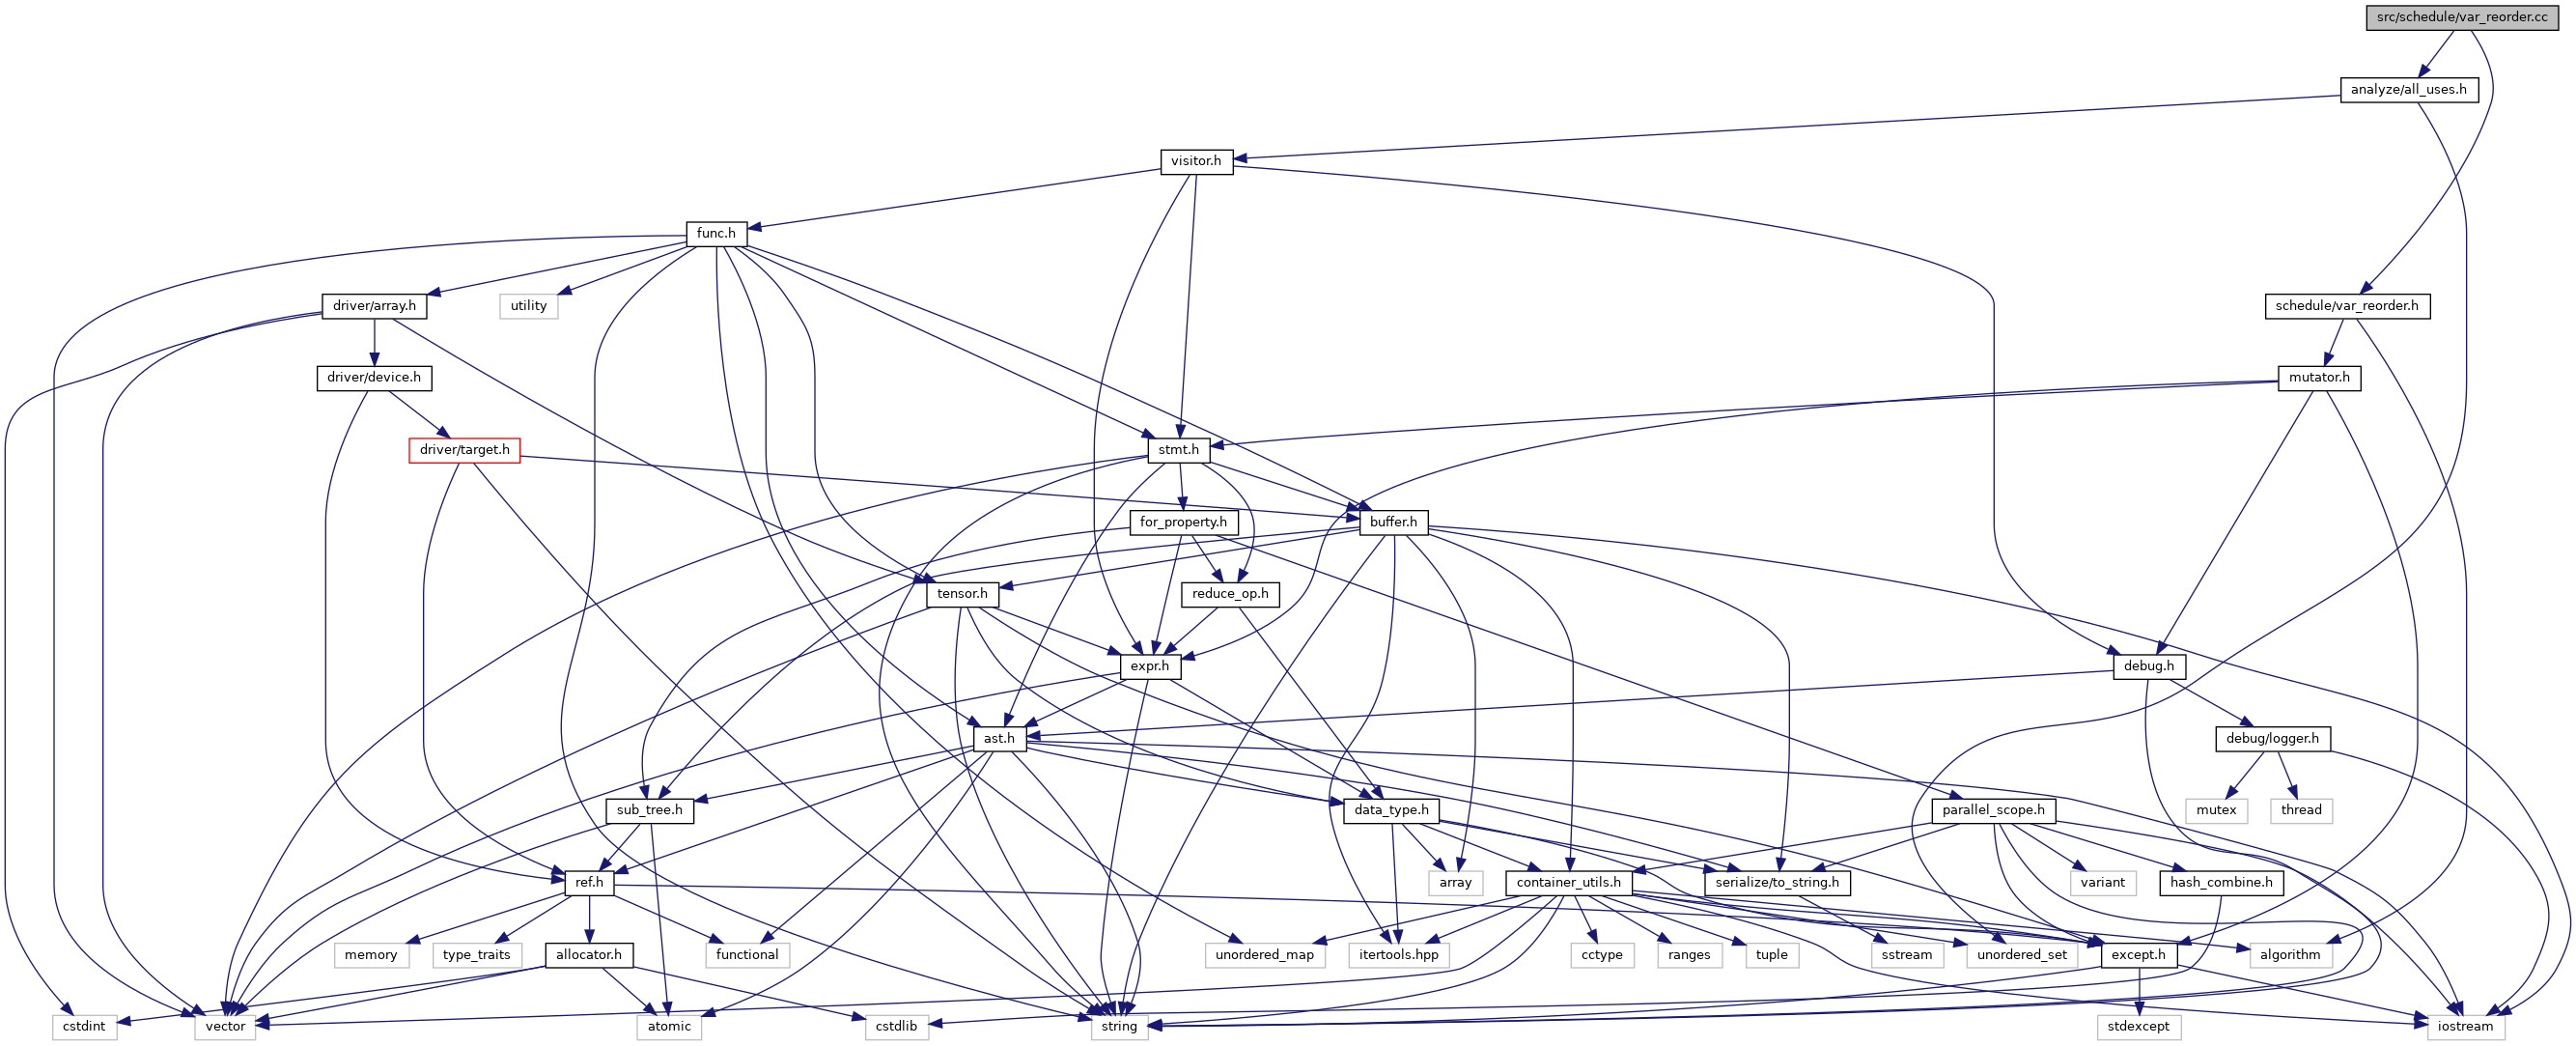 src/schedule/var_reorder.cc
analyze/all_uses.h
visitor.h
func.h
driver/array.h
utility
schedule/var_reorder.h
driver/device.h
mutator.h
driver/target.h
stmt.h
for_property.h
buffer.h
tensor.h
reduce_op.h
expr.h
debug.h
ast.h
debug/logger.h
sub_tree.h
data_type.h
parallel_scope.h
mutex
thread
ref.h
array
container_utils.h
serialize/to_string.h
variant
hash_combine.h
memory
type_traits
allocator.h
functional
unordered_map
itertools.hpp
cctype
ranges
tuple
sstream
unordered_set
except.h
algorithm
cstdint
vector
atomic
cstdlib
string
stdexcept
iostream